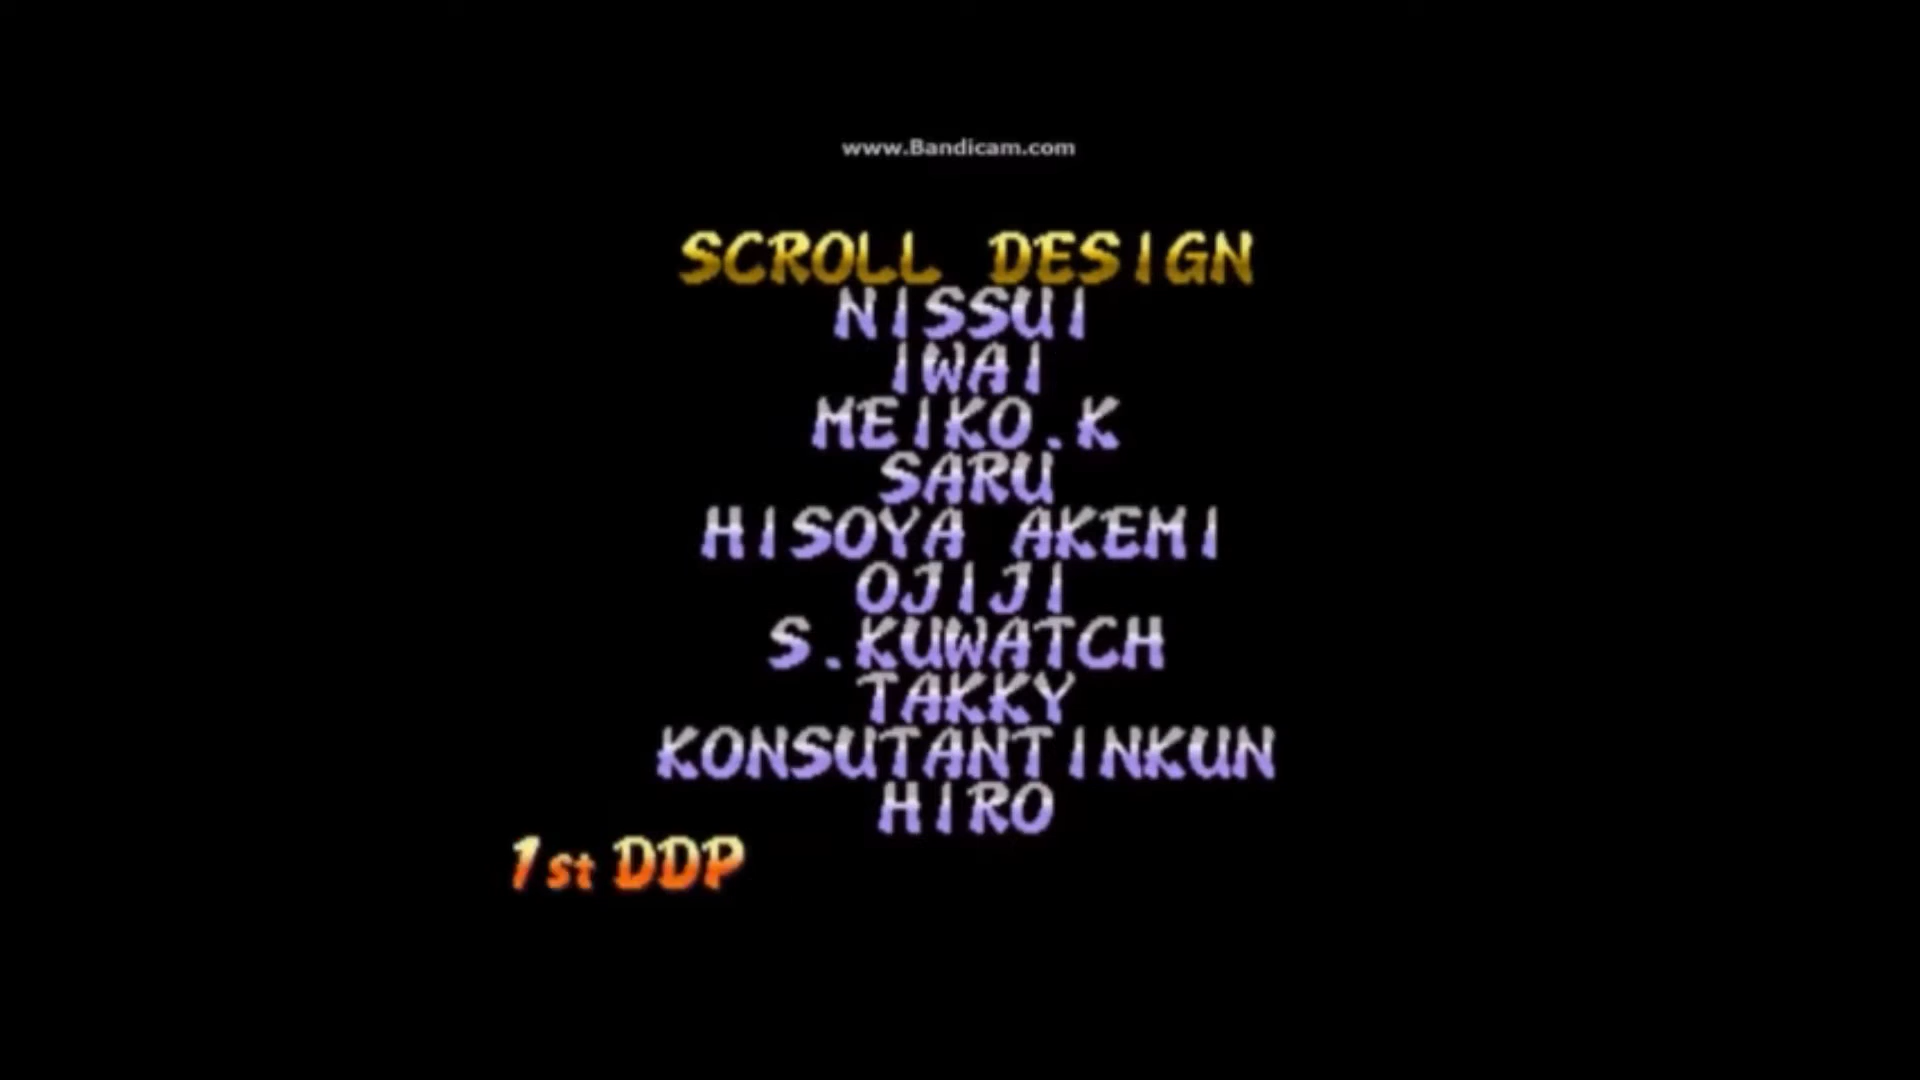 www.Bandicam.com
SCROLL DESIGN
NISSUI
IWAI
MEIKO.K
SARU
HISOYA AKEMI
OJIJI
S.KUWATCH
TAKKY
KONSUTANTINKUN
HIRO
1st DDP